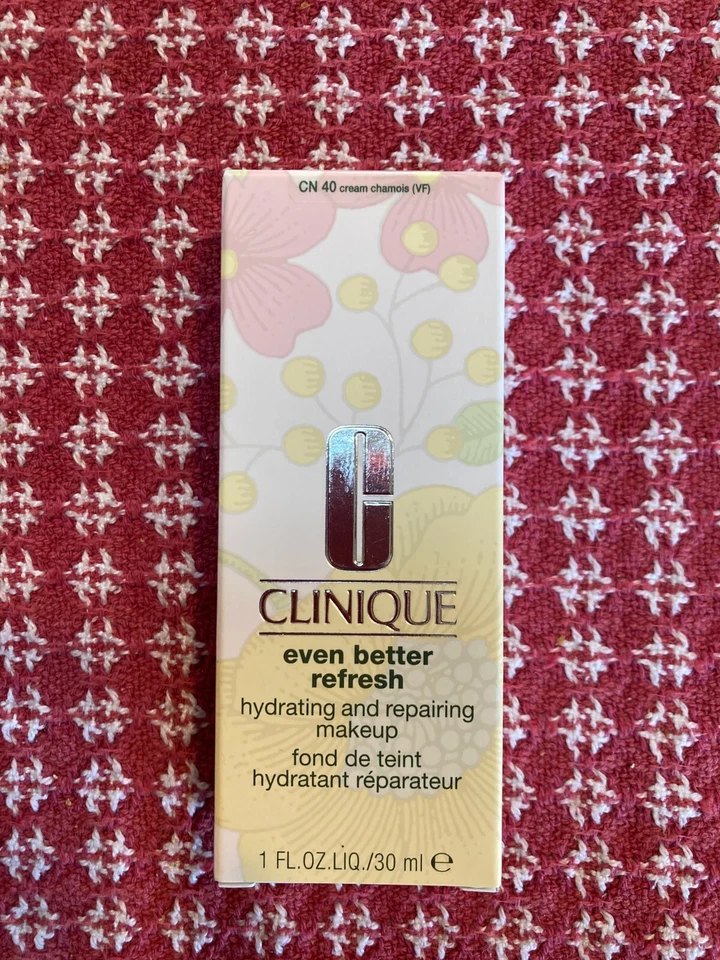 CN 40 cream chamois (VF)
C
CLINIQUE
even better
refresh
hydrating and repairing
makeup
fond de teint
hydratant réparateur
1 FL.OZ.LIQ./30 ml ℮